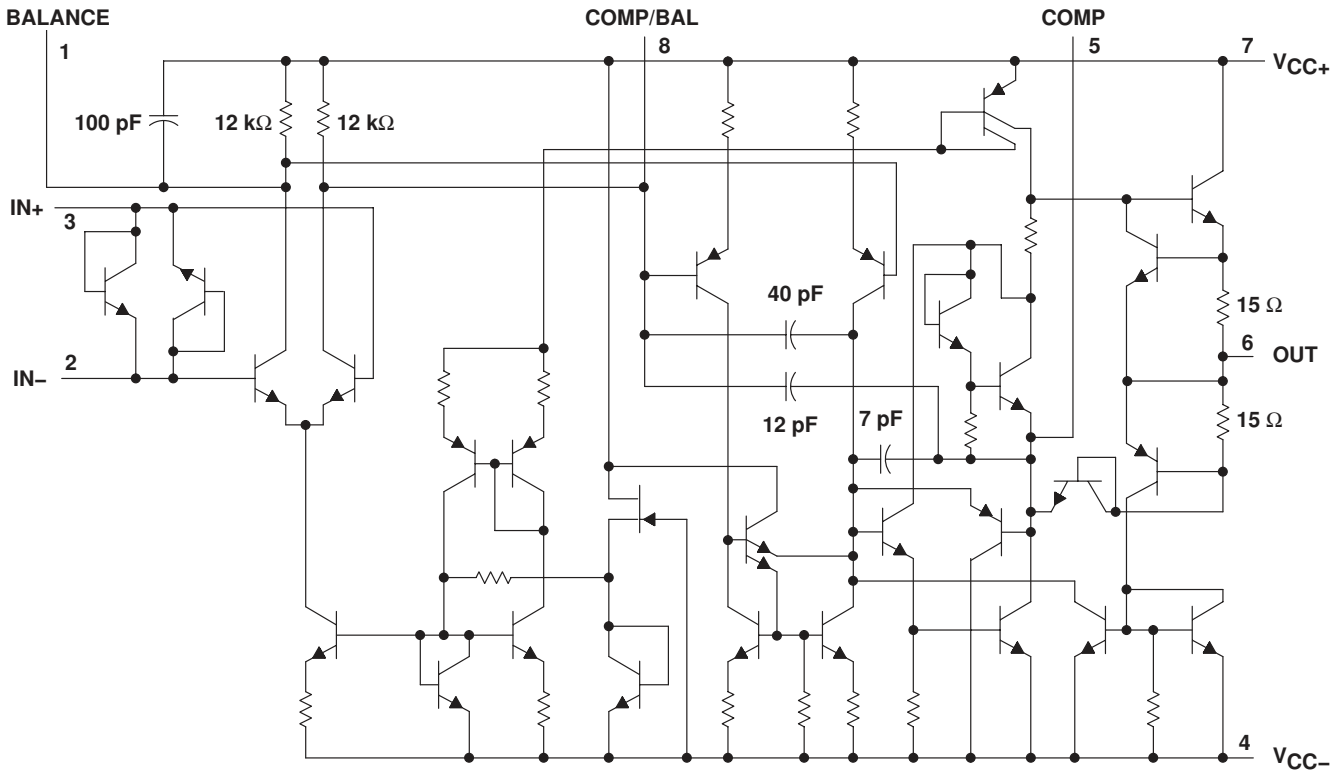 BALANCE
COMP/BAL
COMP
1
8
5
7
VCC+
100 pF
12 kΩ
12 kΩ
IN+
3
40 pF
15 Ω
6
OUT
2
IN–
12 pF
7 pF
15 Ω
4
VCC–